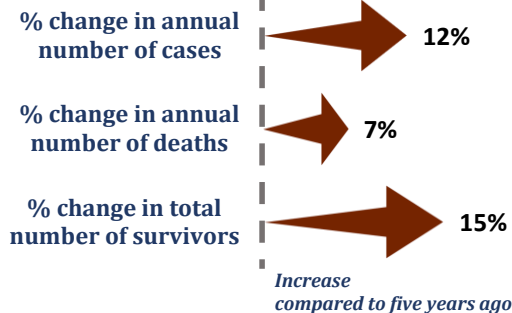 % change in annual
number of cases
12%
% change in annual
number of deaths
7%
% change in total
number of survivors
15%
Increase
compared to five years ago